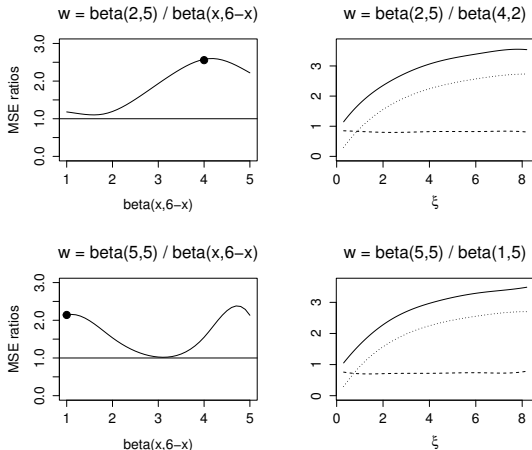 w = beta(2,5) / beta(x,6−x)
MSE ratios
0.0 1.0 2.0 3.0
1 2 3 4 5
beta(x,6−x)
w = beta(2,5) / beta(4,2)
0 1 2 3
0 2 4 6 8
ξ
w = beta(5,5) / beta(x,6−x)
MSE ratios
0.0 1.0 2.0 3.0
1 2 3 4 5
beta(x,6−x)
w = beta(5,5) / beta(1,5)
0 1 2 3
0 2 4 6 8
ξ